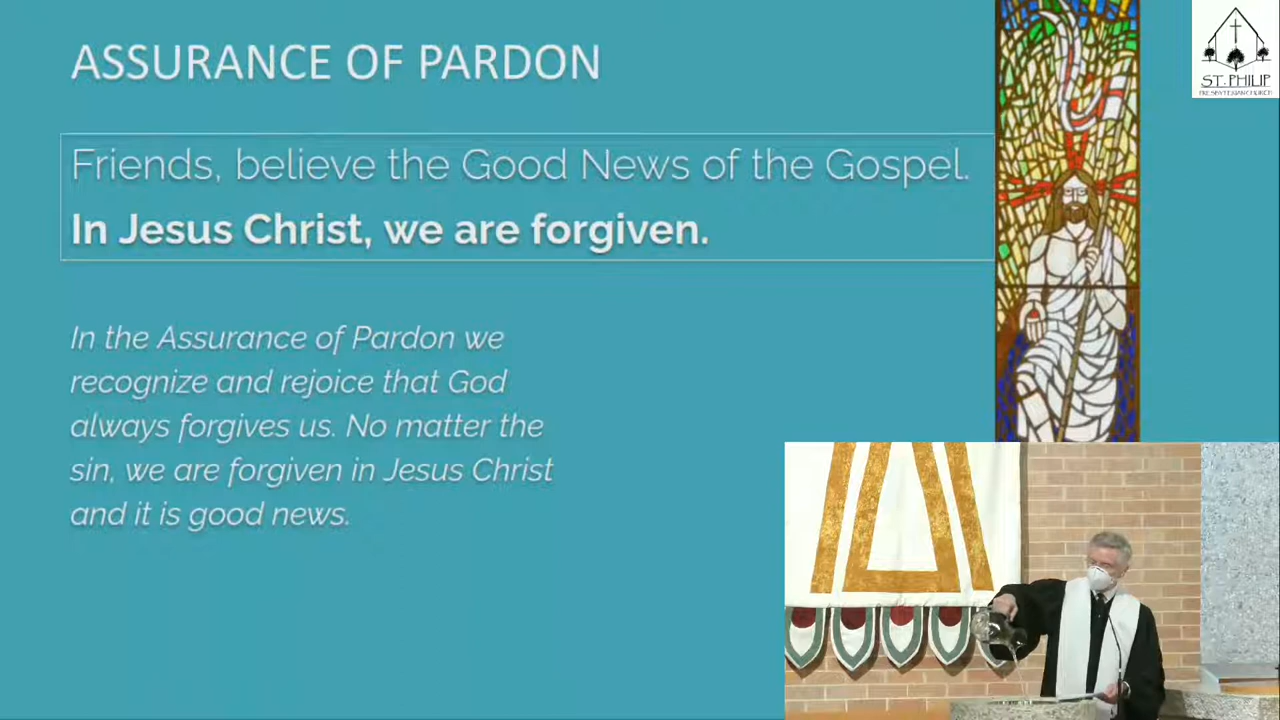 ASSURANCE OF PARDON
ST. PHILIP
PRESBYTERIAN CHURCH
Friends, believe the Good News of the Gospel.
In Jesus Christ, we are forgiven.
In the Assurance of Pardon we
recognize and rejoice that God
always forgives us. No matter the
sin, we are forgiven in Jesus Christ
and it is good news.